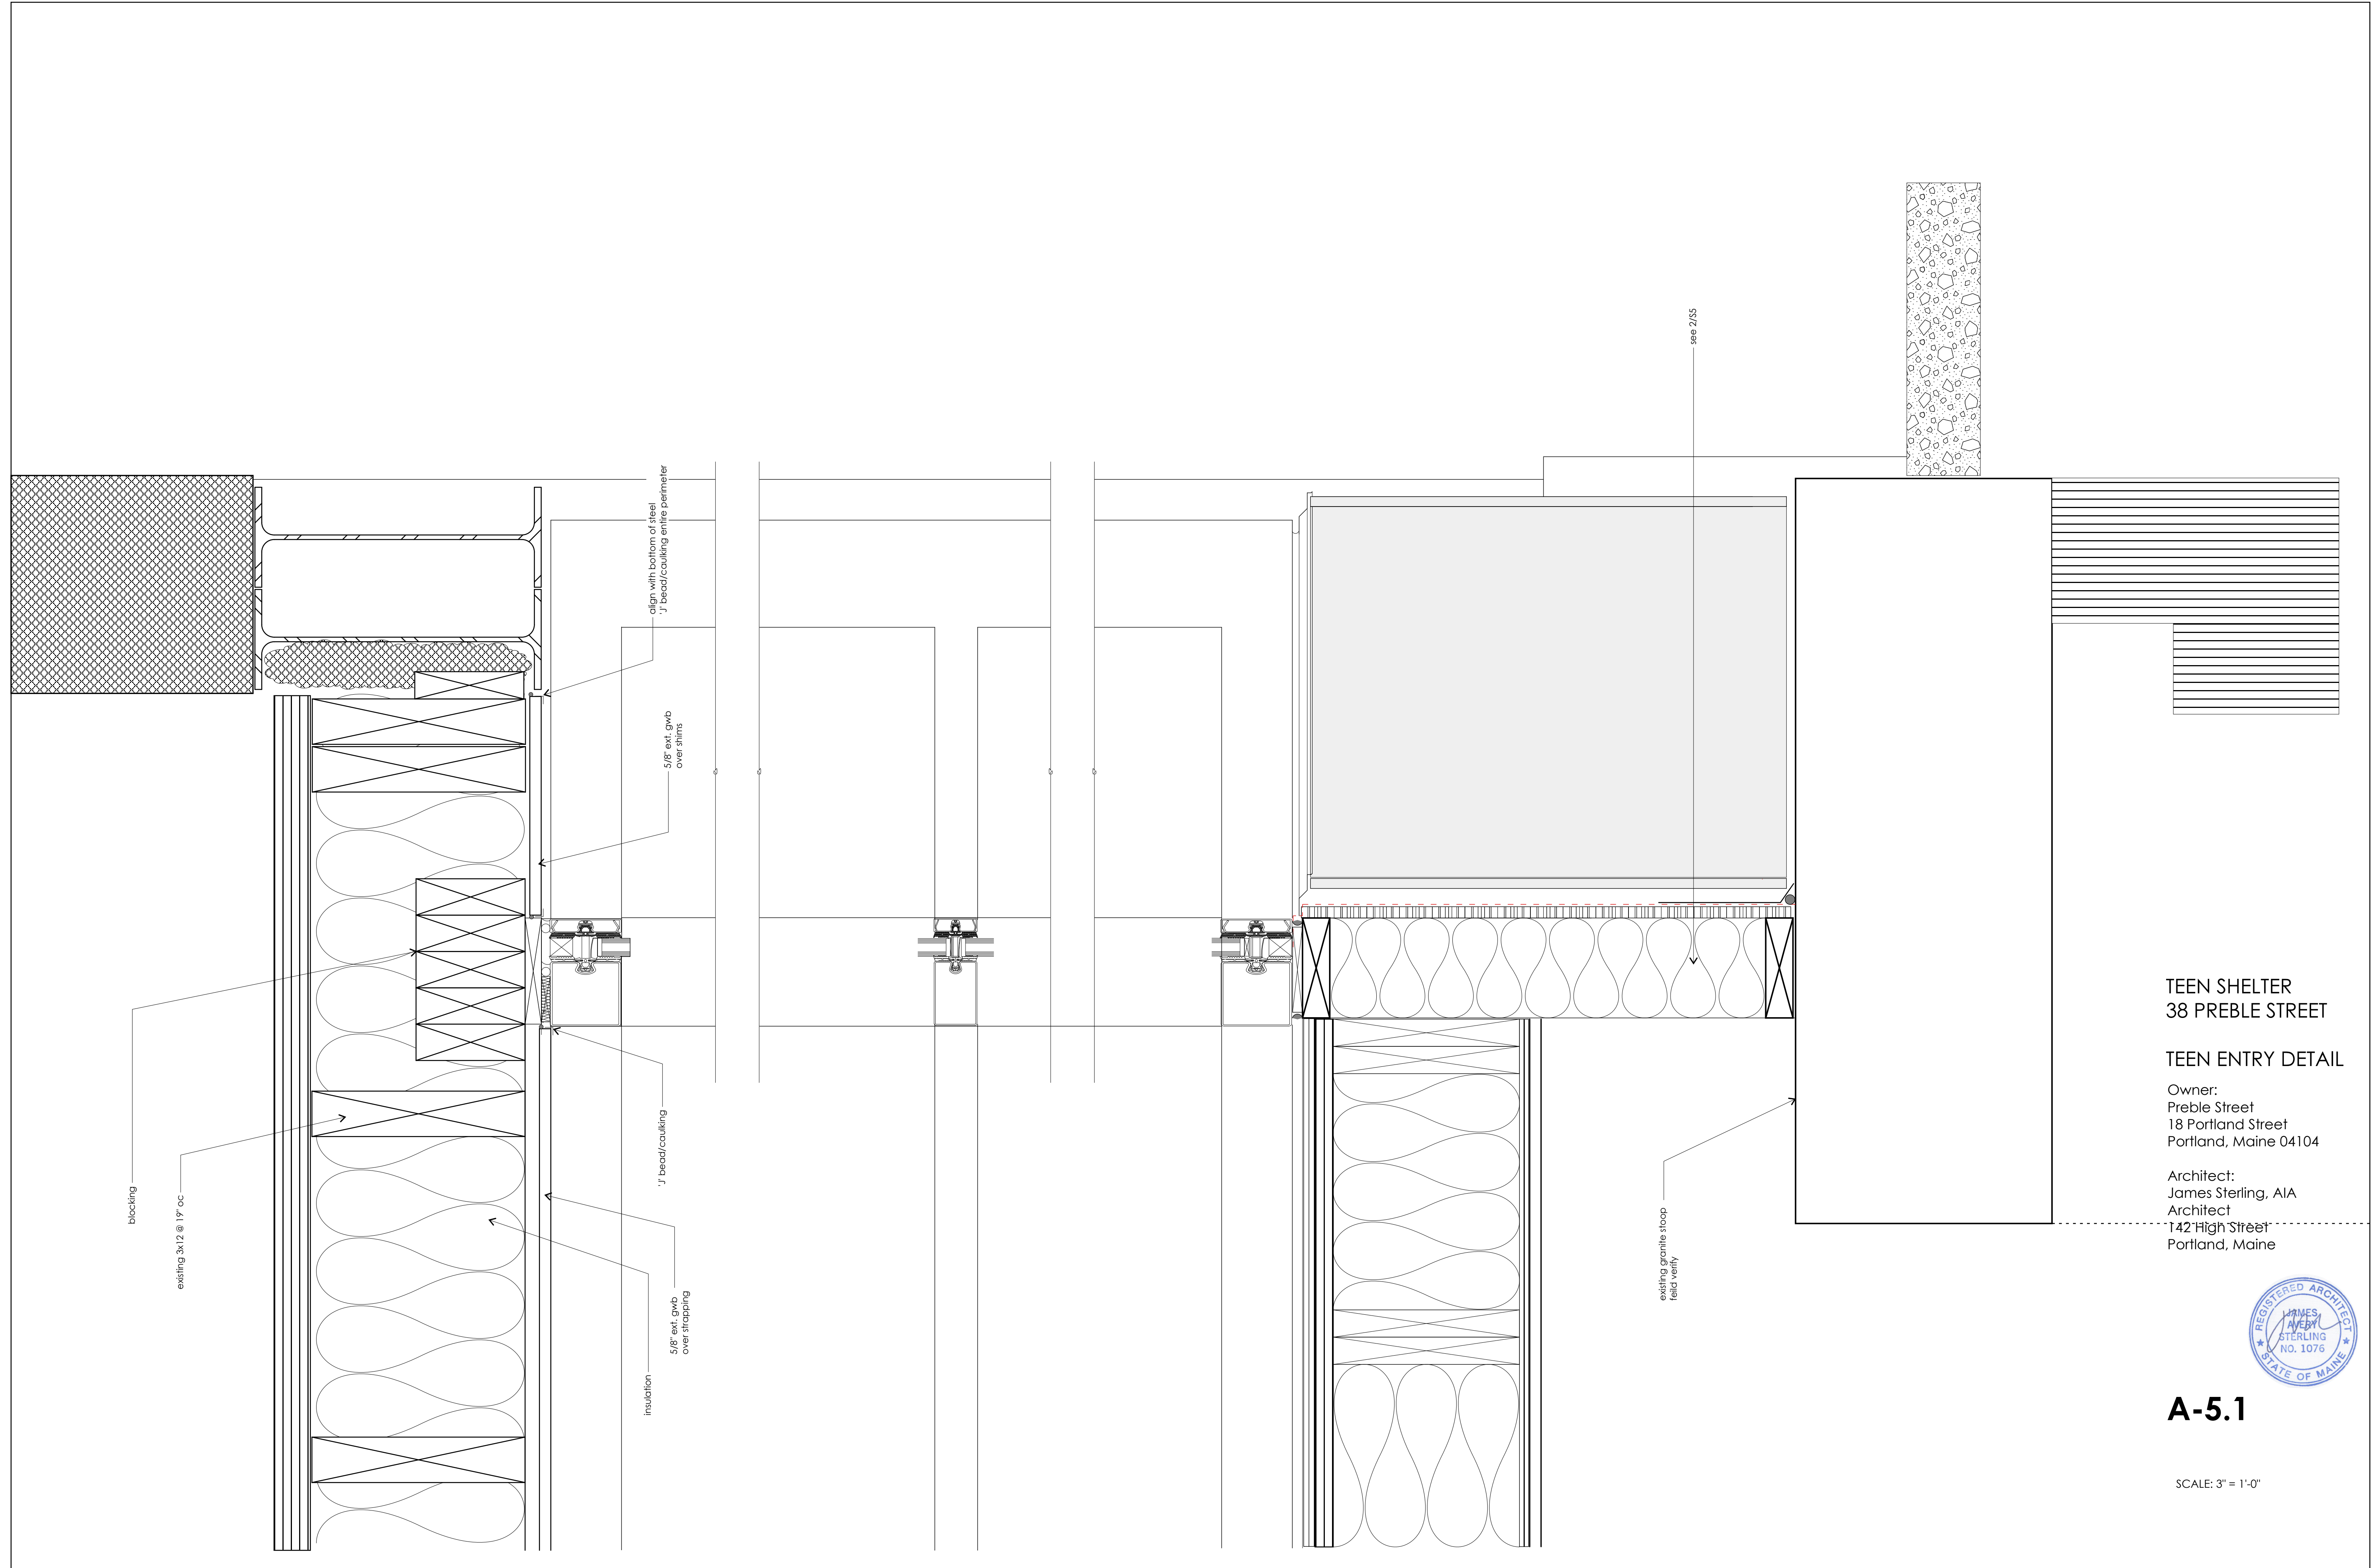 see 2/S5
align with bottom of steel
'J' bead/caulking entire perimeter
5/8" ext. gwb
over shims
'J' bead/caulking
blocking
existing 3x12 @ 19" oc
5/8" ext. gwb
over strapping
insulation
existing granite stoop
feild verify
TEEN SHELTER
38 PREBLE STREET
TEEN ENTRY DETAIL
Owner:
Preble Street
18 Portland Street
Portland, Maine 04104
Architect:
James Sterling, AIA
Architect
142 High Street
Portland, Maine
REGISTERED ARCHITECT
JAMES
AVERY
STERLING
NO. 1076
STATE OF MAINE
A-5.1
SCALE: 3" = 1'-0"